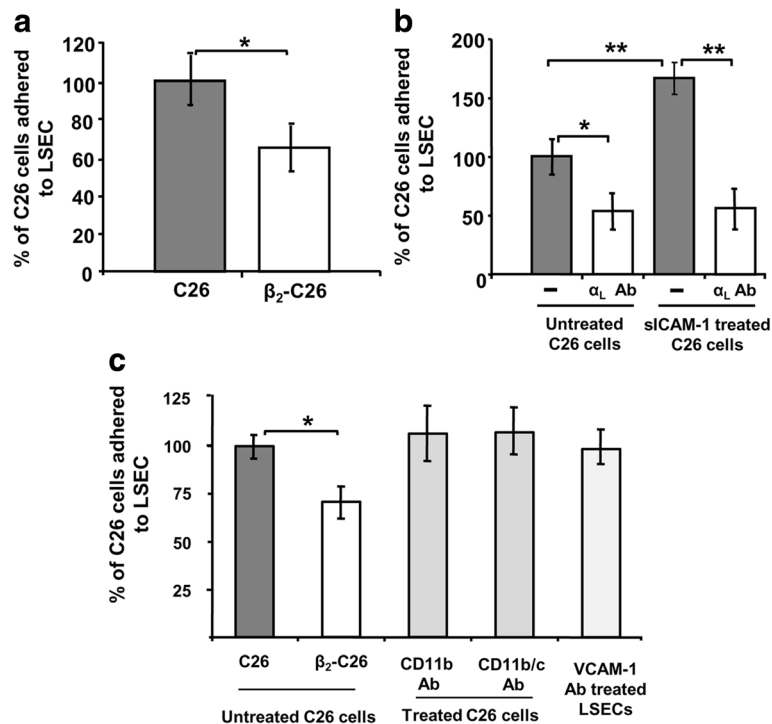 a
% of C26 cells adhered
to LSEC
120
100
80
60
40
20
0
*
C26
β₂-C26
b
% of C26 cells adhered
to LSEC
200
150
100
50
0
**
**
*
–
αL Ab
–
αL Ab
Untreated
C26 cells
sICAM-1 treated
C26 cells
c
% of C26 cells adhered
to LSEC
125
100
75
50
25
*
C26
β₂-C26
CD11b
Ab
CD11b/c
Ab
VCAM-1
Ab treated
LSECs
Untreated C26 cells
Treated C26 cells